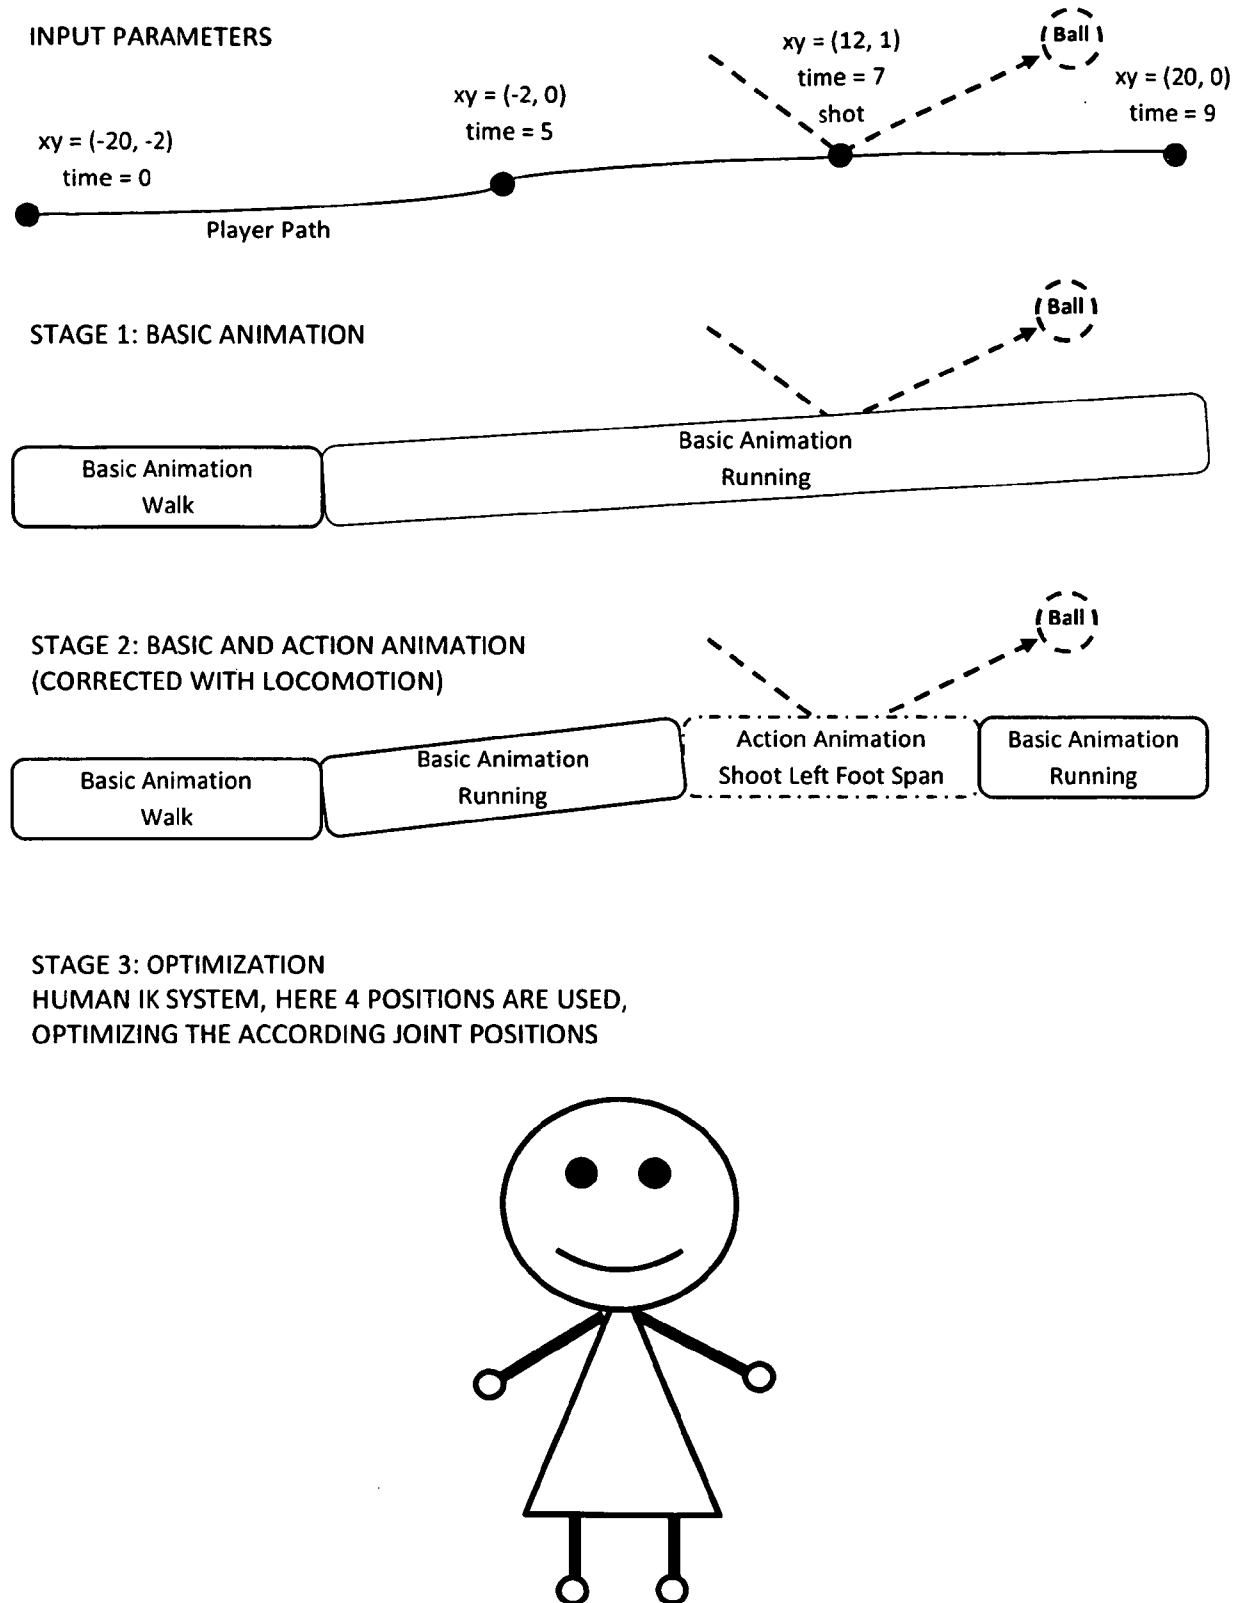 INPUT PARAMETERS
Ball
xy = (12, 1)
time = 7
shot
xy = (20, 0)
time = 9
xy = (-2, 0)
time = 5
xy = (-20, -2)
time = 0
Player Path
STAGE 1: BASIC ANIMATION
Ball
Basic Animation
Walk
Basic Animation
Running
STAGE 2: BASIC AND ACTION ANIMATION
(CORRECTED WITH LOCOMOTION)
Ball
Basic Animation
Walk
Basic Animation
Running
Action Animation
Shoot Left Foot Span
Basic Animation
Running
STAGE 3: OPTIMIZATION
HUMAN IK SYSTEM, HERE 4 POSITIONS ARE USED,
OPTIMIZING THE ACCORDING JOINT POSITIONS